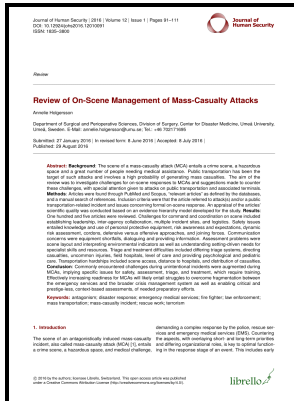 Journal of Human Security | 2016 | Volume 12 | Issue 1 | Pages 91–111
DOI: 10.12924/johs2016.12010091
ISSN: 1835–3800
Journal of
Human Security
Review
Review of On-Scene Management of Mass-Casualty Attacks
Annelie Holgersson
Department of Surgical and Perioperative Sciences, Division of Surgery, Center for Disaster Medicine, Umeå University,
Umeå, Sweden. E-Mail: annelie.holgersson@umu.se; Tel.:
Submitted: 27 January 2016 | In revised form: 8 June 2016 | Accepted: 8 July 2016 |
Published: 29 August 2016
Abstract: Background: The scene of a mass-casualty attack (MCA) entails a crime scene, a hazardous
space, and a great number of people needing medical assistance. Public transportation has been the
target of such attacks and involves a high probability of generating mass casualties. The aim of this
review was to investigate challenges for on-scene responses to MCAs and suggestions made to counter
these challenges, with special attention given to attacks on public transportation and associated terminals.
Methods: Articles were found through PubMed and Scopus, "relevant articles" as defined by the databases,
and a manual search of references. Inclusion criteria were that the article referred to attack(s) and/or a public
transportation-related incident and issues concerning formal on-scene response. An appraisal of the articles'
scientific quality was conducted based on an evidence hierarchy model developed for the study. Results:
One hundred and five articles were reviewed. Challenges for command and coordination on scene included
establishing leadership, inter-agency collaboration, multiple incident sites, and logistics. Safety issues
entailed knowledge and use of personal protective equipment, risk awareness and expectations, dynamic
risk assessment, cordons, defensive versus offensive approaches, and joining forces. Communication
concerns were equipment shortfalls, dialoguing, and providing information. Assessment problems were
scene layout and interpreting environmental indicators as well as understanding setting-driven needs for
specialist skills and resources. Triage and treatment difficulties included differing triage systems, directing
casualties, uncommon injuries, field hospitals, level of care, providing psychological and pediatric care.
Transportation hardships included scene access, distance to hospitals, and distribution of casualties.
Conclusion: Commonly encountered challenges during unintentional incidents were augmented during
MCAs, implying specific issues for safety, assessment, triage, and treatment, which require training.
Effectively increasing readiness for MCAs likely entail struggles to overcome fragmentation between the
emergency services and the broader crisis management system as well as enabling critical and
prestige-less, context-based assessments of needed preparatory efforts.
Keywords: antagonism; disaster response; emergency medical services; fire fighter; law enforcement;
mass transportation; mass-casualty incident; rescue work; terrorism
1. Introduction
The scene of an antagonistically initiated mass-casualty
incident, also called mass-casualty attack (MCA) [1], entails
a crime scene, a hazardous space, and medical challenge,
demanding a complex response by the police, rescue ser-
vices and emergency medical services (EMS). Countering
the aspects, with overlapping short- and long-term priorities
and differing organizational roles, is a key to optimal function-
ing in the response stage of an event. This includes early
© 2016 by the authors; licensee Librello, Switzerland. This open access article was published
under a Creative Commons Attribution License (http://creativecommons.org/licenses/by/4.0/).
librello